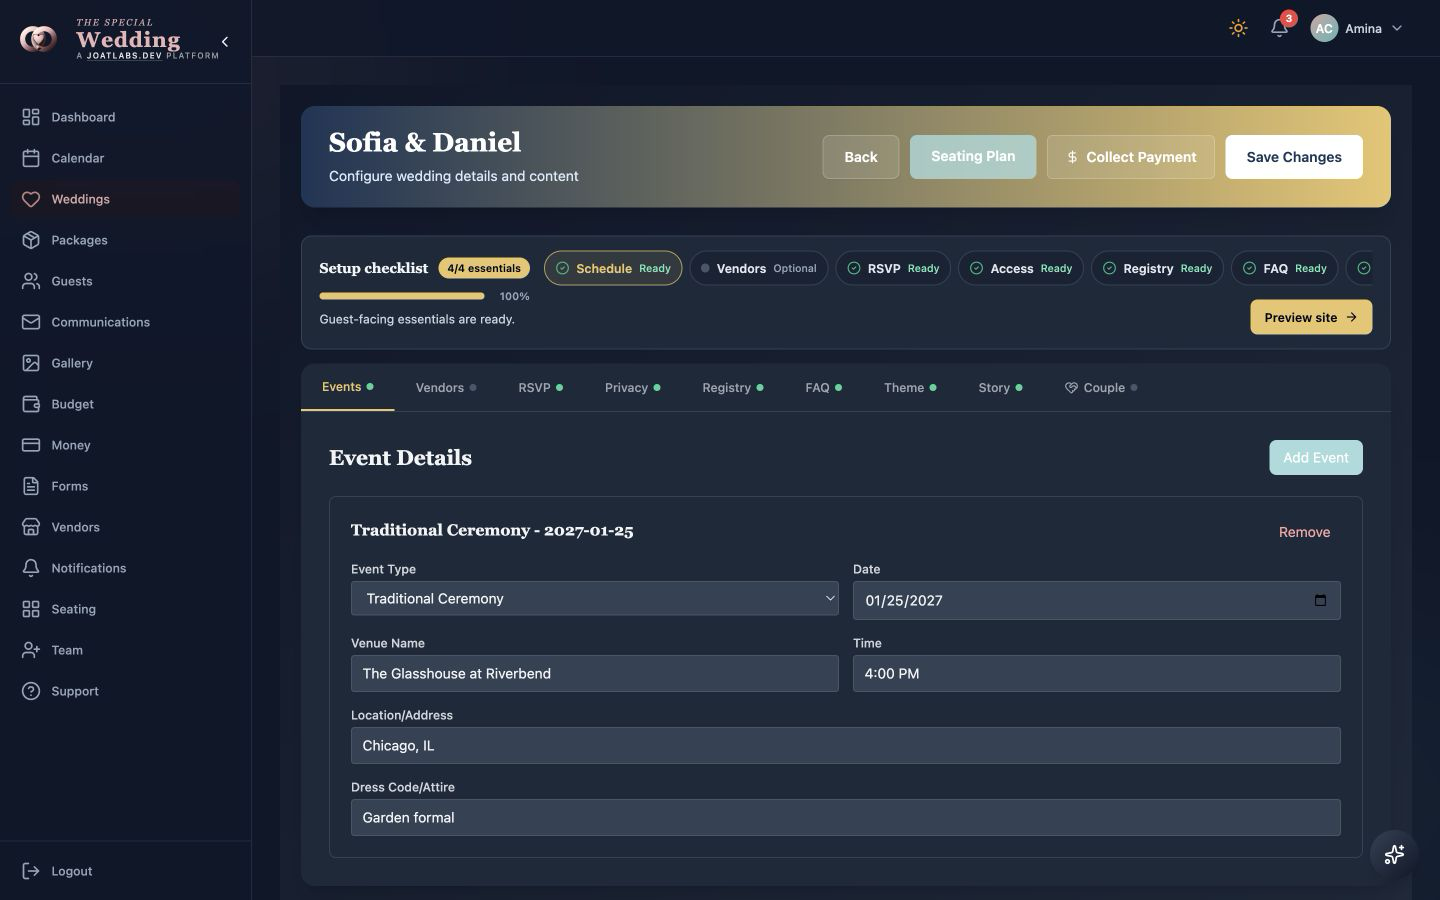 THE SPECIAL
Wedding
A JOATLABS.DEV PLATFORM
3
AC
Amina
Dashboard
Calendar
Weddings
Packages
Guests
Communications
Gallery
Budget
Money
Forms
Vendors
Notifications
Seating
Team
Support
Logout
Sofia & Daniel
Configure wedding details and content
Back
Seating Plan
$ Collect Payment
Save Changes
Setup checklist
4/4 essentials
100%
Guest-facing essentials are ready.
Schedule Ready
Vendors Optional
RSVP Ready
Access Ready
Registry Ready
FAQ Ready
Preview site →
Events
Vendors
RSVP
Privacy
Registry
FAQ
Theme
Story
Couple
Event Details
Add Event
Traditional Ceremony - 2027-01-25
Remove
Event Type
Traditional Ceremony
Date
01/25/2027
Venue Name
The Glasshouse at Riverbend
Time
4:00 PM
Location/Address
Chicago, IL
Dress Code/Attire
Garden formal